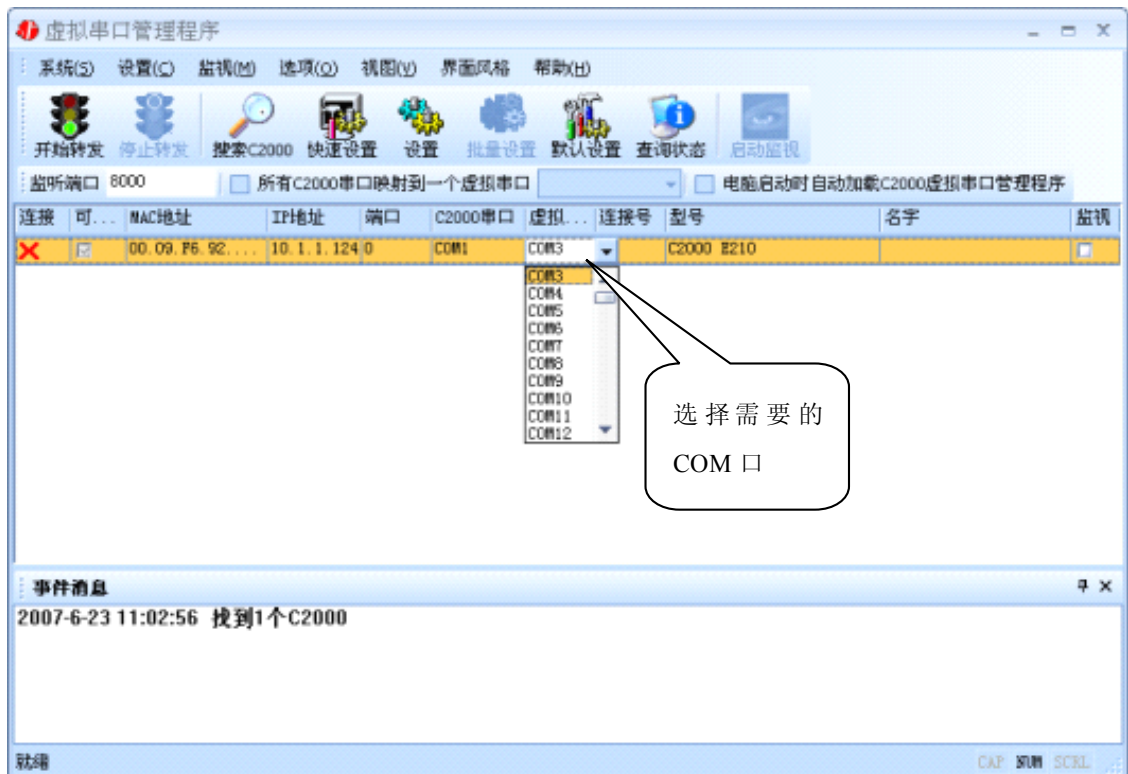 虚拟串口管理程序
系统(S) 设置(C) 监视(M) 选项(O) 视图(V) 界面风格 帮助(H)
开始转发 停止转发 搜索C2000 快速设置 设置 批量设置 默认设置 查询状态 启动监视
监听端口 8000 所有C2000串口映射到一个虚拟串口 电脑启动时自动加载C2000虚拟串口管理程序
连接 可... MAC地址 IP地址 端口 C2000串口 虚拟... 连接号 型号 名字 监视
00.09.F6.92.... 10.1.1.124 0 COM1 COM3 C2000 E210
COM3
COM4
COM5
COM6
COM7
COM8
COM9
COM10
COM11
COM12
选择需要的
COM 口
事件消息
2007-6-23 11:02:56 找到1个C2000
就绪 CAP NUM SCRL